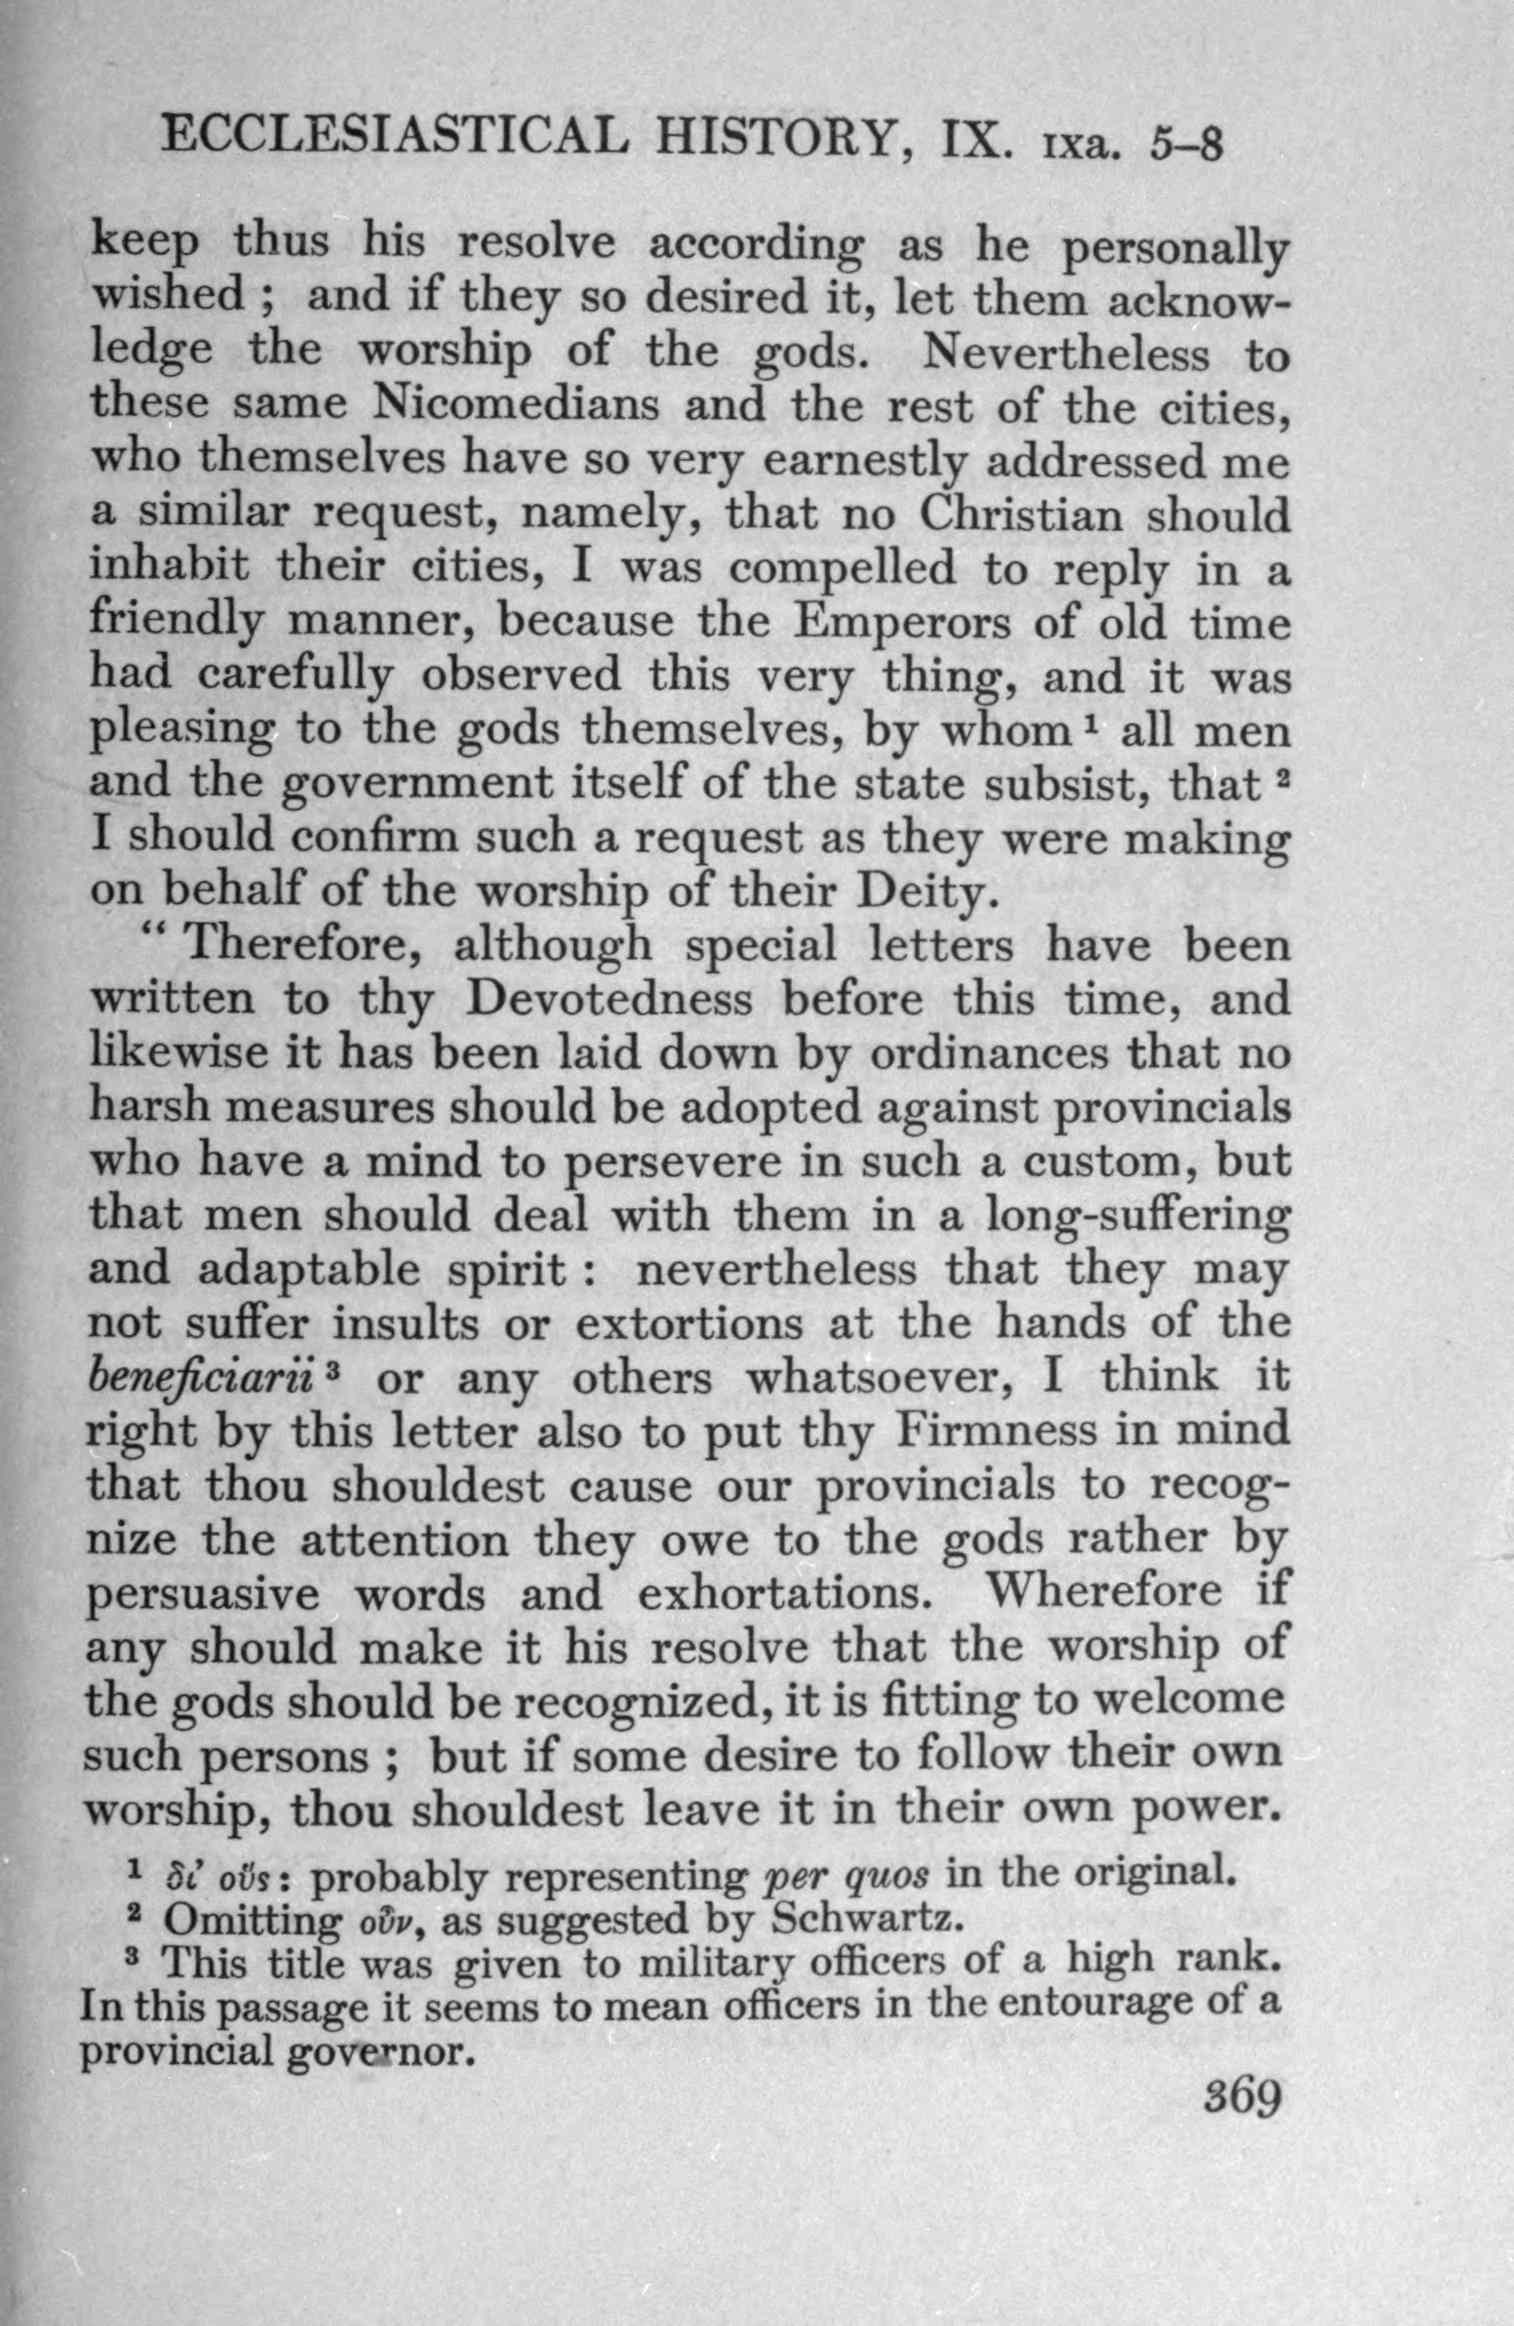 ECCLESIASTICAL HISTORY, IX. IXa. 5–8
keep thus his resolve according as he personally
wished ; and if they so desired it, let them acknow-
ledge the worship of the gods. Nevertheless to
these same Nicomedians and the rest of the cities,
who themselves have so very earnestly addressed me
a similar request, namely, that no Christian should
inhabit their cities, I was compelled to reply in a
friendly manner, because the Emperors of old time
had carefully observed this very thing, and it was
pleasing to the gods themselves, by whom ¹ all men
and the government itself of the state subsist, that ²
I should confirm such a request as they were making
on behalf of the worship of their Deity.
“ Therefore, although special letters have been
written to thy Devotedness before this time, and
likewise it has been laid down by ordinances that no
harsh measures should be adopted against provincials
who have a mind to persevere in such a custom, but
that men should deal with them in a long-suffering
and adaptable spirit : nevertheless that they may
not suffer insults or extortions at the hands of the
beneficiarii ³ or any others whatsoever, I think it
right by this letter also to put thy Firmness in mind
that thou shouldest cause our provincials to recog-
nize the attention they owe to the gods rather by
persuasive words and exhortations. Wherefore if
any should make it his resolve that the worship of
the gods should be recognized, it is fitting to welcome
such persons ; but if some desire to follow their own
worship, thou shouldest leave it in their own power.
¹ δι’ οὓς : probably representing per quos in the original.
² Omitting οὖν, as suggested by Schwartz.
³ This title was given to military officers of a high rank.
In this passage it seems to mean officers in the entourage of a
provincial governor.
369